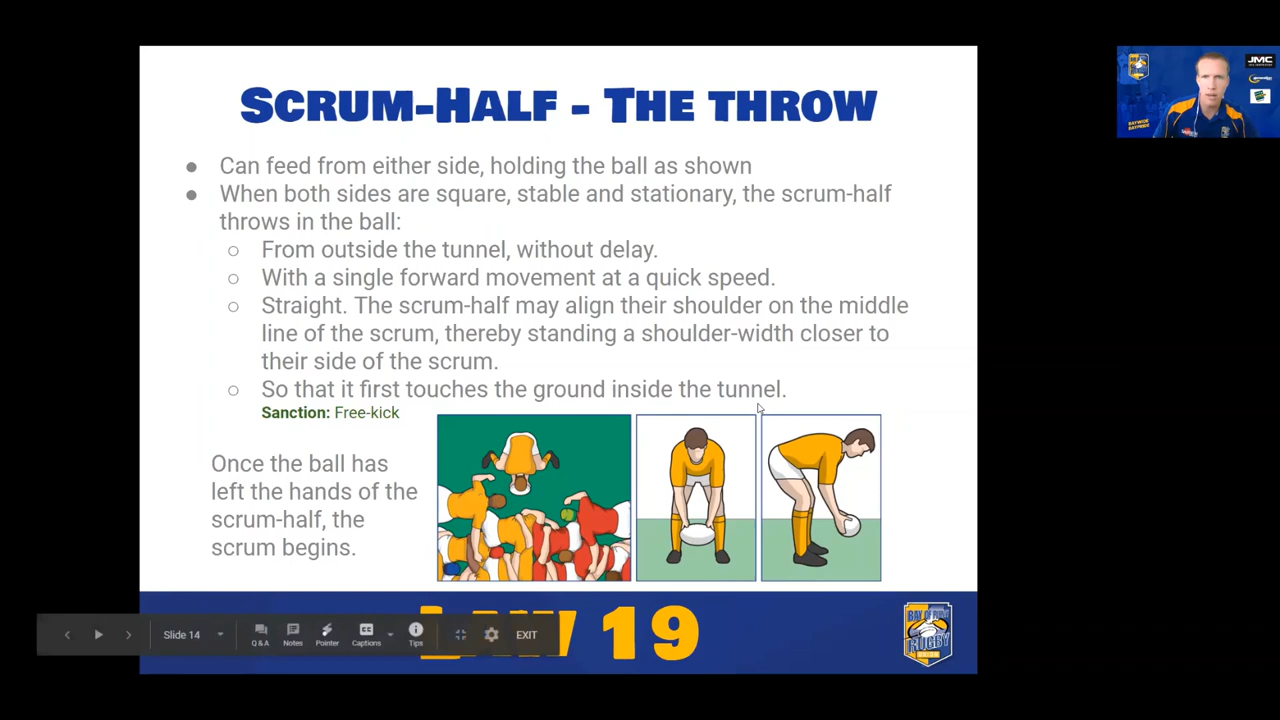 SCRUM-HALF - THE THROW
JMC
● Can feed from either side, holding the ball as shown
● When both sides are square, stable and stationary, the scrum-half
throws in the ball:
○ From outside the tunnel, without delay.
○ With a single forward movement at a quick speed.
○ Straight. The scrum-half may align their shoulder on the middle
line of the scrum, thereby standing a shoulder-width closer to
their side of the scrum.
○ So that it first touches the ground inside the tunnel.
Sanction: Free-kick
Once the ball has
left the hands of the
scrum-half, the
scrum begins.
LAW 19
Slide 14
Q & A
Notes
Pointer
Captions
Tips
EXIT
RUGBY